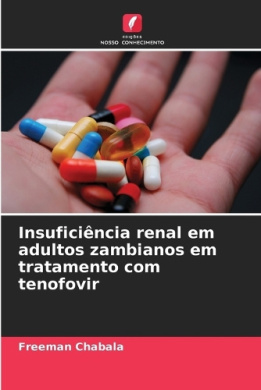 edições
NOSSO CONHECIMENTO
Insuficiência renal em
adultos zambianos em
tratamento com
tenofovir
Freeman Chabala